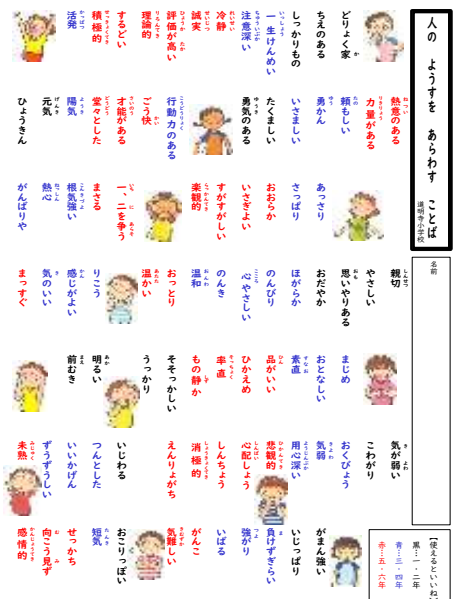 人の ようすを あらわす ことば
道明寺小学校
名前
【使えるといいね】
黒…一・二年
青…三・四年
赤…五・六年
どりょく家
ちえのある
しっかりもの
一生けんめい
注意深い
冷静
誠実
評価が高い
理論的
するどい
積極的
活発
熱意のある
力量がある
頼もしい
勇かん
いさましい
たくましい
勇気のある
行動力のある
ごう快
才能がある
堂々とした
陽気
元気
ひょうきん
あっさり
さっぱり
おおらか
いさぎよい
すがすがしい
楽観的
一、二を争う
まさる
根気強い
熱心
がんばりや
親切
やさしい
思いやりある
おだやか
ほがらか
のんびり
心やさしい
のんき
温和
おっとり
温かい
りこう
感じがよい
気のいい
まっすぐ
まじめ
おとなしい
素直
品がいい
ひかえめ
率直
もの静か
そそっかしい
うっかり
明るい
前むき
気が弱い
こわがり
おくびょう
気弱
用心深い
悲観的
心配しょう
しんちょう
消極的
えんりょがち
いじわる
つんとした
いいかげん
ずうずうしい
未熟
がまん強い
いじっぱり
負けずぎらい
強がり
いばる
がんこ
気難しい
おこりっぽい
短気
せっかち
向こう見ず
感情的